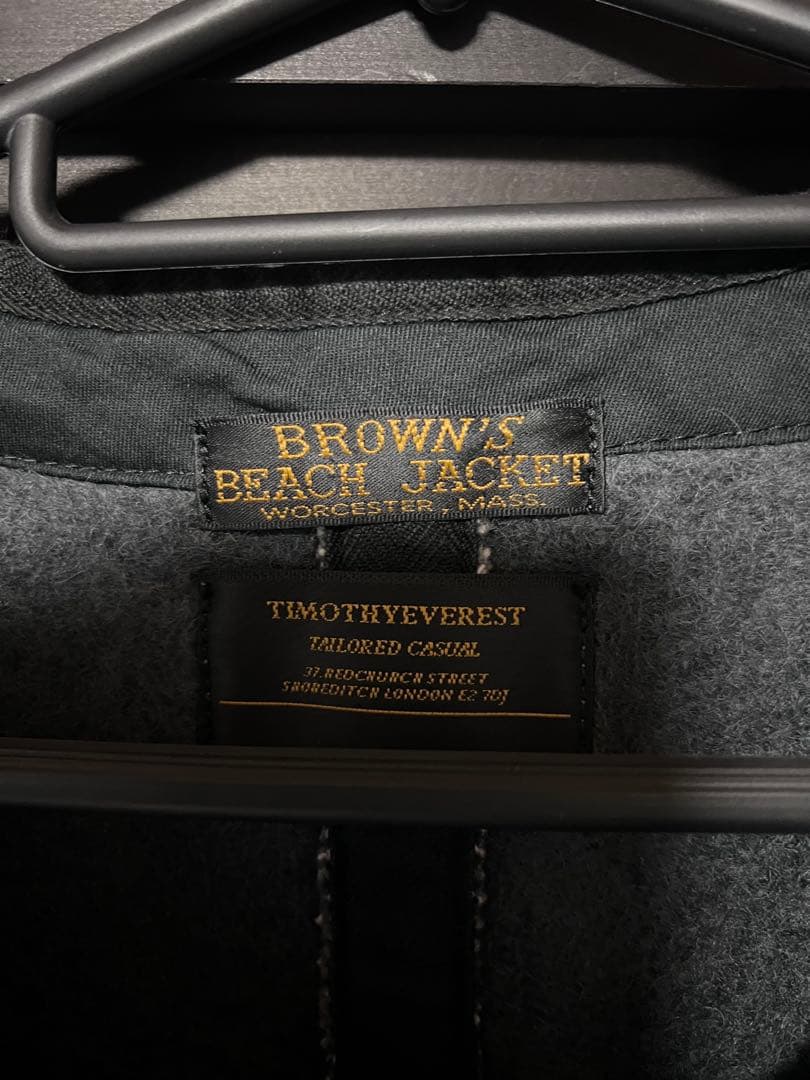 BROWN'S
BEACH JACKET
WORCESTER, MASS.
TIMOTHYEVEREST
TAILORED CASUAL
37.REDCHURCH STREET
SHOREDITCH LONDON E2 7DJ